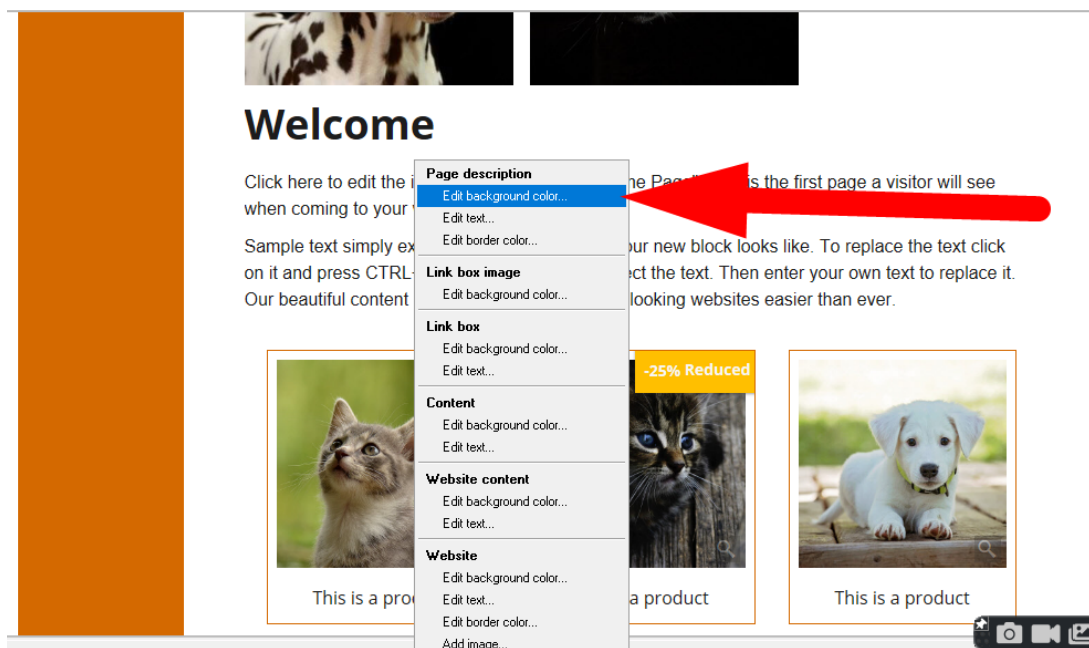 Welcome
Click here to edit the i
ne Page
is the first page a visitor will see
when coming to your
Sample text simply ex
our new block looks like. To replace the text click
on it and press CTRL
ect the text. Then enter your own text to replace it.
Our beautiful content
looking websites easier than ever.
Page description
Edit background color...
Edit text...
Edit border color...
Link box image
Edit background color...
Link box
Edit background color...
Edit text...
Content
Edit background color...
Edit text...
Website content
Edit background color...
Edit text...
Website
Edit background color...
Edit text...
Edit border color...
Add image...
-25% Reduced
This is a pro
a product
This is a product